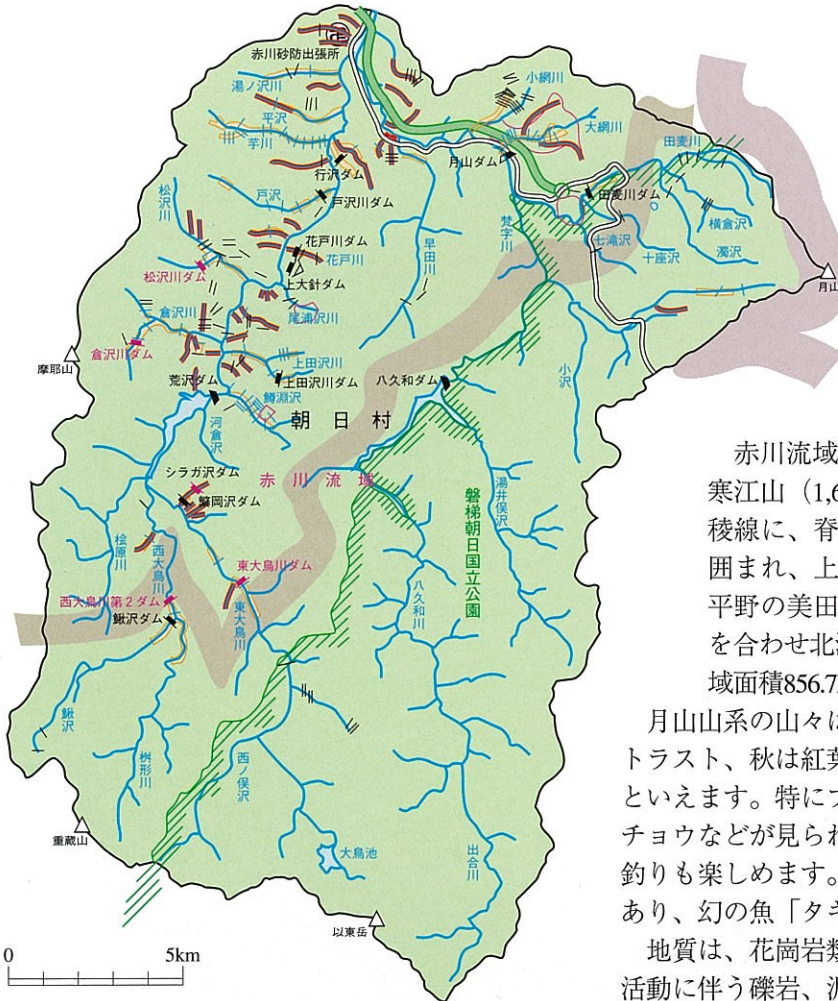 赤川砂防出張所
湯ノ沢川
平沢
芋川
小網川
大網川
月山ダム
田麦川
田麦川ダム
行沢ダム
戸沢
戸沢川ダム
松沢川
花戸川ダム
花戸川
上大針ダム
早田川
梵字川
七滝沢
十座沢
横倉沢
濁沢
月山
松沢川ダム
尾浦沢川
倉沢川
倉沢川ダム
摩耶山
上田沢川
上田沢川ダム
荒沢ダム
鱒淵沢
八久和ダム
小沢
朝日村
河倉沢
シラガ沢ダム
赤川流域
繁岡沢ダム
湯井俣沢
磐梯朝日国立公園
桧原川
西大鳥川
東大鳥川ダム
東大鳥川
八久和川
西大鳥川第2ダム
鍬沢ダム
鍬沢
桝形川
西ノ俣沢
重蔵山
大鳥池
出合川
以東岳
0 5km
赤川流域
寒江山（1,6
稜線に、脊
囲まれ、上
平野の美田
を合わせ北
域面積856.7
月山山系の山々に
トラスト、秋は紅葉
といえます。特にブ
チョウなどが見られ
釣りも楽しめます。
あり、幻の魚「タキ
地質は、花崗岩類
活動に伴う礫岩、